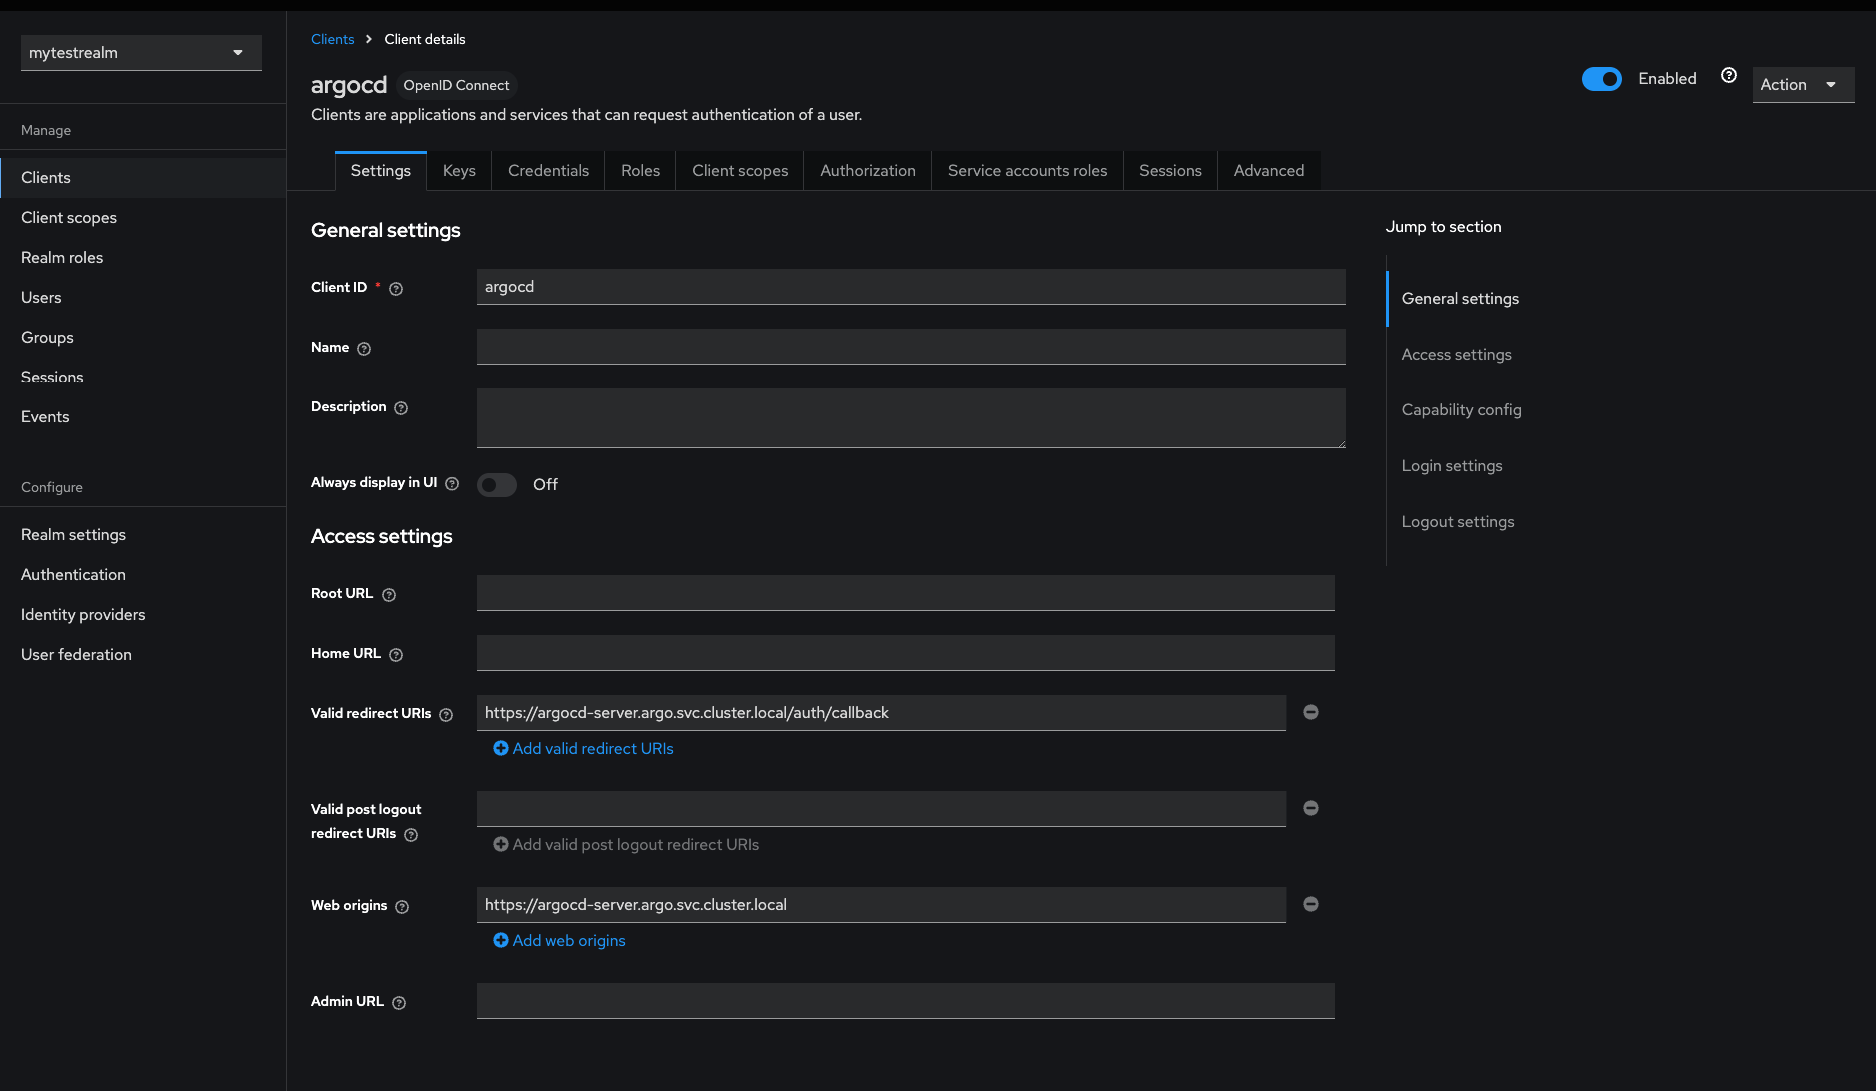 mytestrealm
Manage
Clients
Client scopes
Realm roles
Users
Groups
Sessions
Events
Configure
Realm settings
Authentication
Identity providers
User federation
Clients > Client details
argocd OpenID Connect
Enabled
Action
Clients are applications and services that can request authentication of a user.
Settings Keys Credentials Roles Client scopes Authorization Service accounts roles Sessions Advanced
General settings
Client ID * argocd
Name
Description
Always display in UI Off
Access settings
Root URL
Home URL
Valid redirect URIs https://argocd-server.argo.svc.cluster.local/auth/callback
Add valid redirect URIs
Valid post logout
redirect URIs
Add valid post logout redirect URIs
Web origins https://argocd-server.argo.svc.cluster.local
Add web origins
Admin URL
Jump to section
General settings
Access settings
Capability config
Login settings
Logout settings